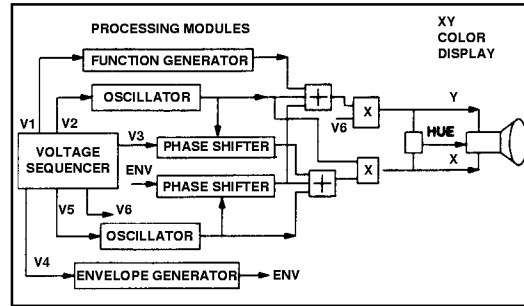 PROCESSING MODULES
XY
COLOR
DISPLAY
FUNCTION GENERATOR
OSCILLATOR
+
X
Y
V1
V2
V6
V3
PHASE SHIFTER
HUE
VOLTAGE
SEQUENCER
ENV
PHASE SHIFTER
+
X
X
V5
V6
OSCILLATOR
V4
ENVELOPE GENERATOR
ENV